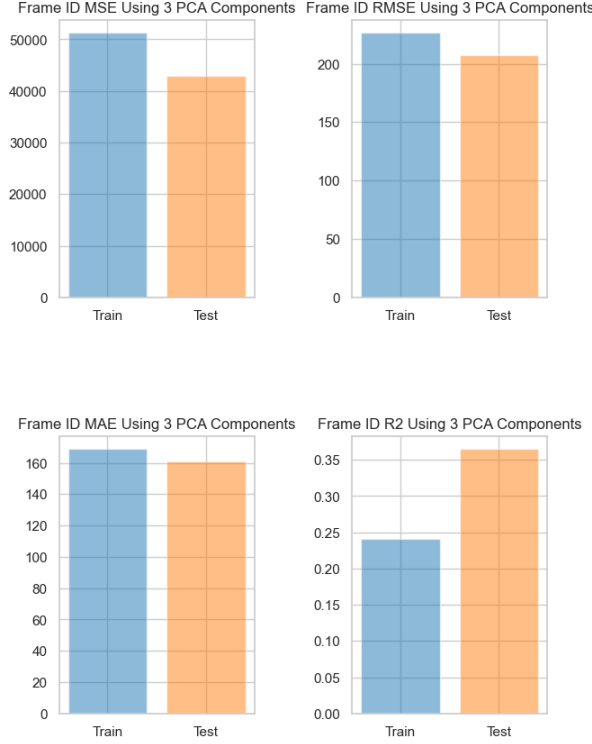 Frame ID MSE Using 3 PCA Components
50000
40000
30000
20000
10000
0
Train
Test
Frame ID RMSE Using 3 PCA Components
200
150
100
50
0
Train
Test
Frame ID MAE Using 3 PCA Components
160
140
120
100
80
60
40
20
0
Train
Test
Frame ID R2 Using 3 PCA Components
0.35
0.30
0.25
0.20
0.15
0.10
0.05
0.00
Train
Test